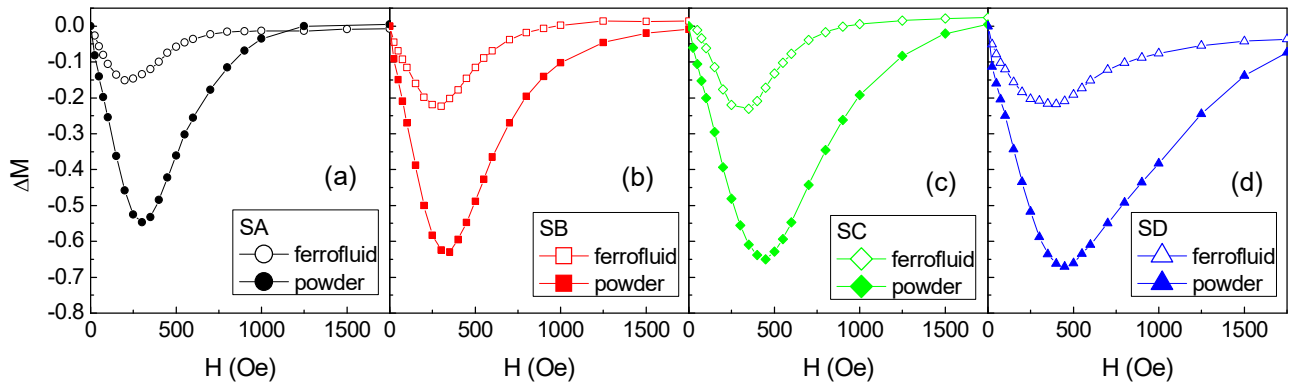 0.0
-0.1
-0.2
-0.3
-0.4
-0.5
-0.6
-0.7
-0.8
ΔM
(a)
SA
ferrofluid
powder
0 500 1000 1500
H (Oe)
(b)
SB
ferrofluid
powder
0 500 1000 1500
H (Oe)
(c)
SC
ferrofluid
powder
0 500 1000 1500
H (Oe)
(d)
SD
ferrofluid
powder
0 500 1000 1500
H (Oe)